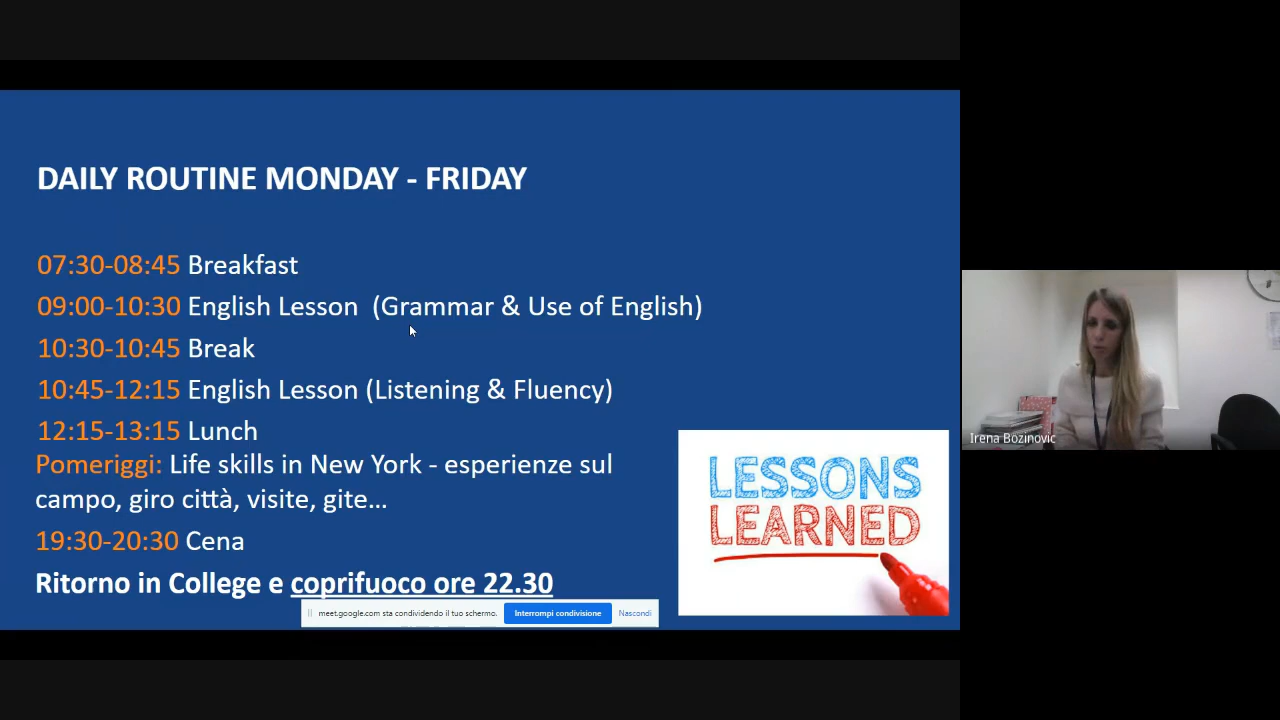 DAILY ROUTINE MONDAY - FRIDAY
07:30-08:45 Breakfast
09:00-10:30 English Lesson (Grammar & Use of English)
10:30-10:45 Break
10:45-12:15 English Lesson (Listening & Fluency)
12:15-13:15 Lunch
Pomeriggi: Life skills in New York - esperienze sul
campo, giro città, visite, gite...
19:30-20:30 Cena
Ritorno in College e coprifuoco ore 22.30
LESSONS
LEARNED
meet.google.com sta condividendo il tuo schermo. Interrompi condivisione Nascondi
Irena Bozinovic